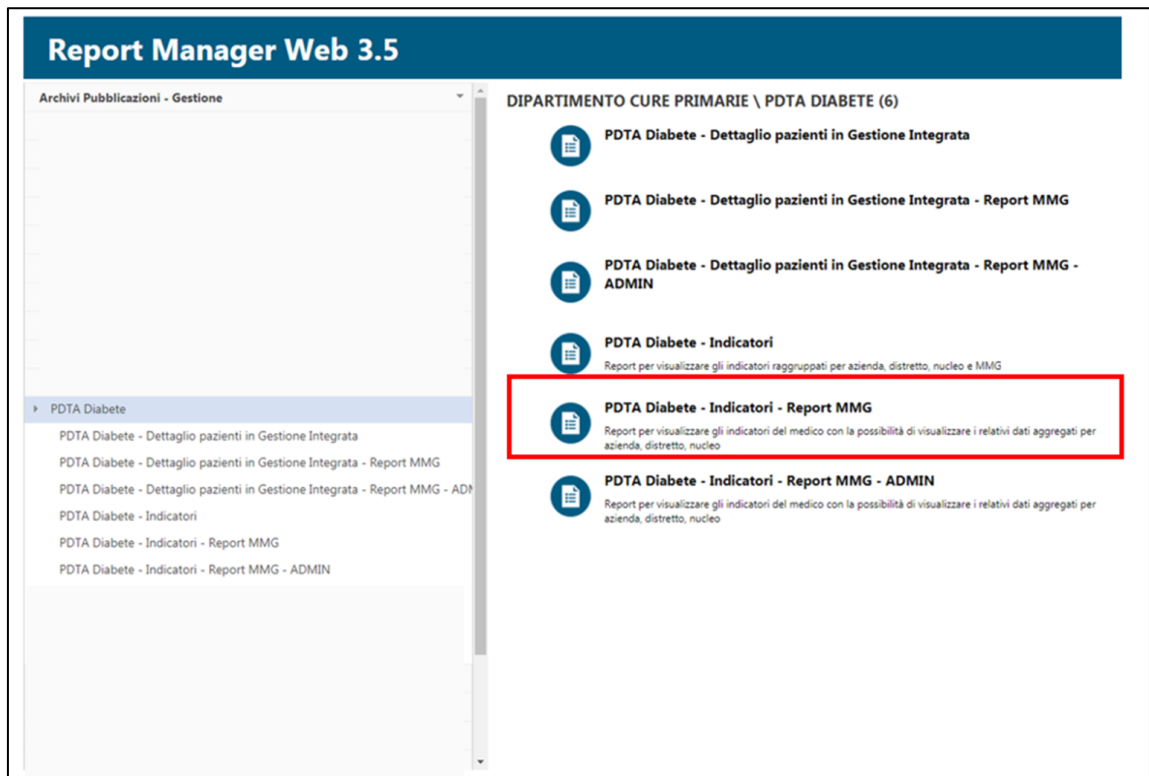 Report Manager Web 3.5
Archivi Pubblicazioni - Gestione
PDTA Diabete
PDTA Diabete - Dettaglio pazienti in Gestione Integrata
PDTA Diabete - Dettaglio pazienti in Gestione Integrata - Report MMG
PDTA Diabete - Dettaglio pazienti in Gestione Integrata - Report MMG - ADM
PDTA Diabete - Indicatori
PDTA Diabete - Indicatori - Report MMG
PDTA Diabete - Indicatori - Report MMG - ADMIN
DIPARTIMENTO CURE PRIMARIE \ PDTA DIABETE (6)
PDTA Diabete - Dettaglio pazienti in Gestione Integrata
PDTA Diabete - Dettaglio pazienti in Gestione Integrata - Report MMG
PDTA Diabete - Dettaglio pazienti in Gestione Integrata - Report MMG -
ADMIN
PDTA Diabete - Indicatori
Report per visualizzare gli indicatori raggruppati per azienda, distretto, nucleo e MMG
PDTA Diabete - Indicatori - Report MMG
Report per visualizzare gli indicatori del medico con la possibilità di visualizzare i relativi dati aggregati per
azienda, distretto, nucleo
PDTA Diabete - Indicatori - Report MMG - ADMIN
Report per visualizzare gli indicatori del medico con la possibilità di visualizzare i relativi dati aggregati per
azienda, distretto, nucleo